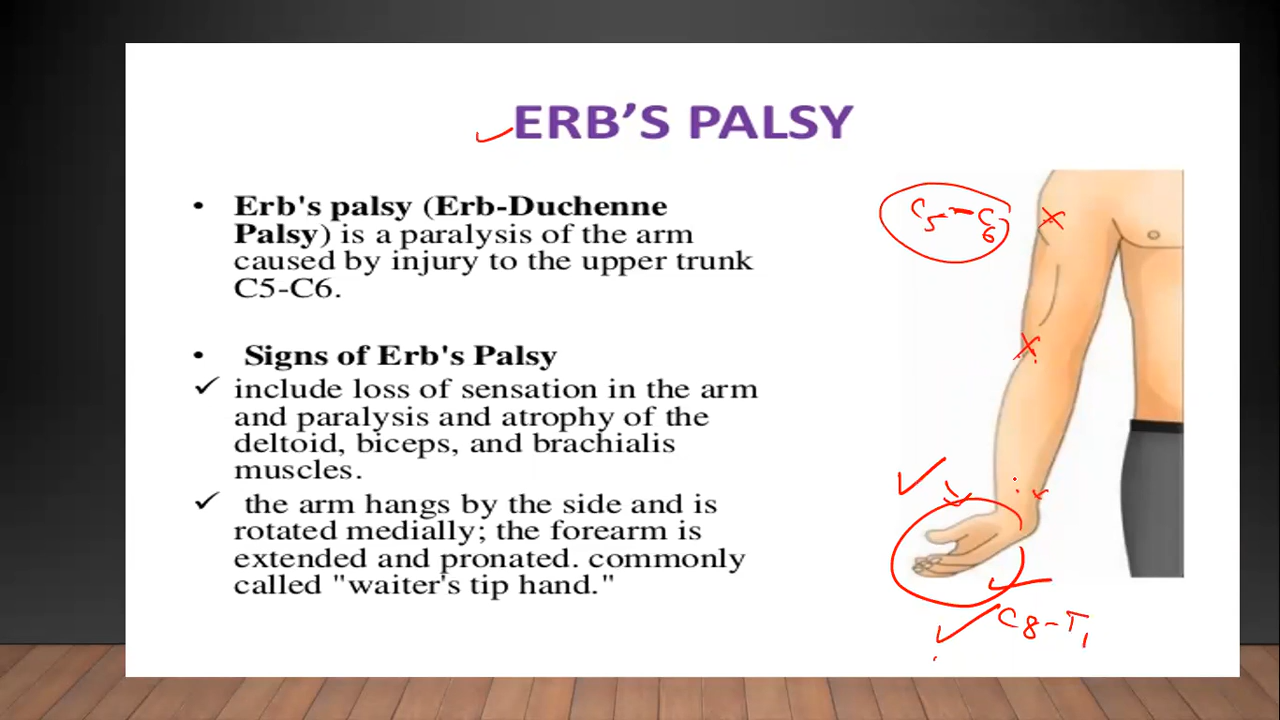 ERB'S PALSY
• Erb's palsy (Erb-Duchenne
Palsy) is a paralysis of the arm
caused by injury to the upper trunk
C5-C6.
• Signs of Erb's Palsy
✓ include loss of sensation in the arm
and paralysis and atrophy of the
deltoid, biceps, and brachialis
muscles.
✓ the arm hangs by the side and is
rotated medially; the forearm is
extended and pronated. commonly
called "waiter's tip hand."
C5-C6
C8-T1